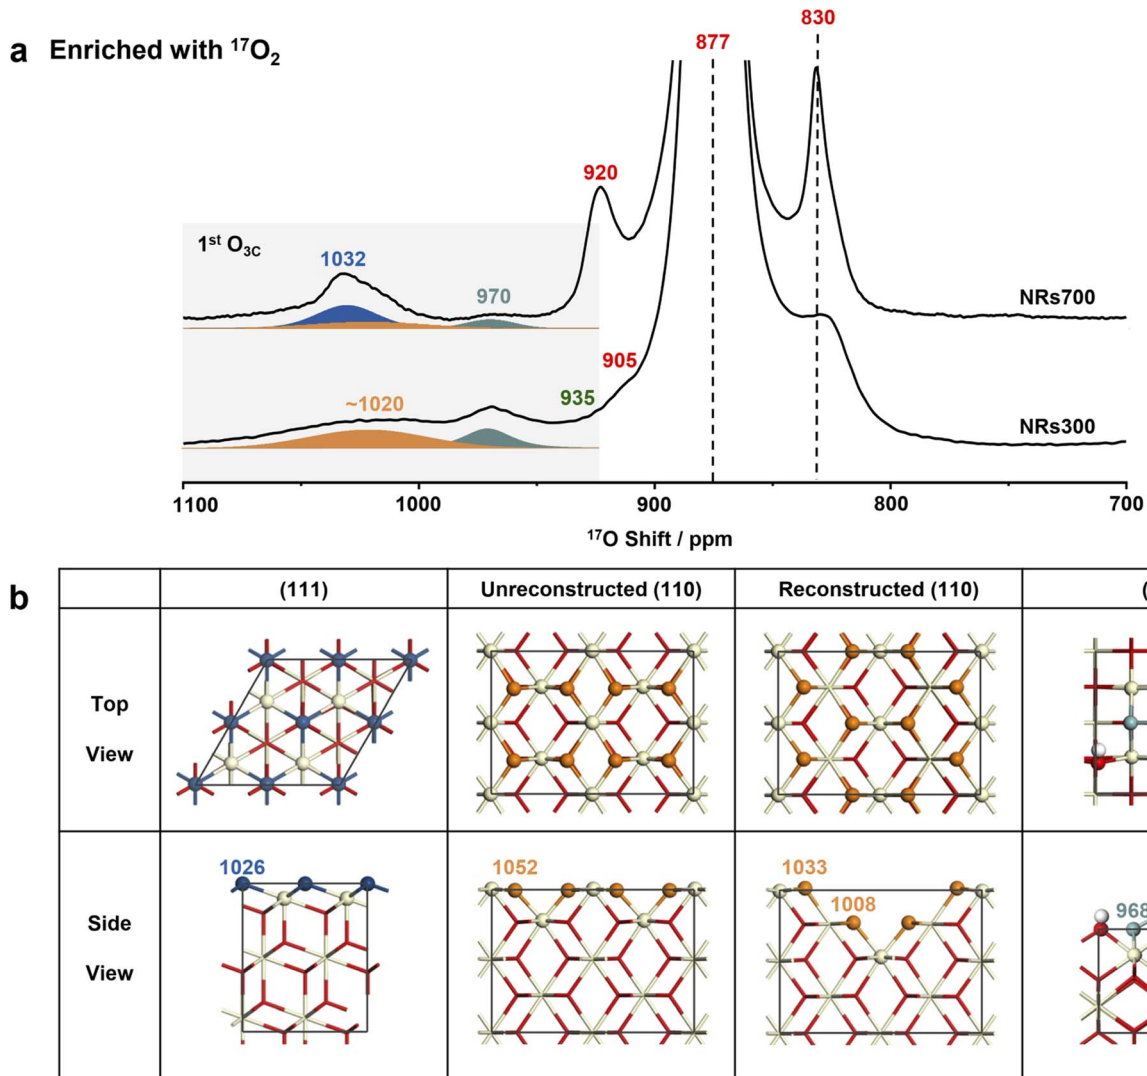 a Enriched with ¹⁷O₂
877
830
920
1ˢᵗ O₃C
1032
970
NRs700
905
935
~1020
NRs300
1100 1000 900 800 700
¹⁷O Shift / ppm
b
(111) Unreconstructed (110) Reconstructed (110) (
Top
View
1026 1052 1033
1008
968
Side
View